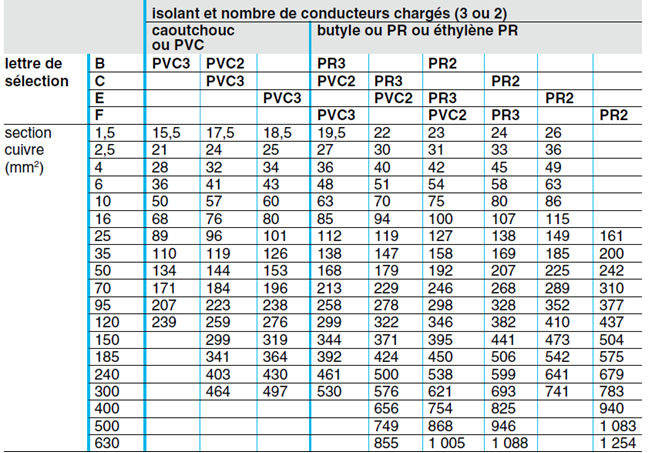 isolant et nombre de conducteurs chargés (3 ou 2)
caoutchouc butyle ou PR ou éthylène PR
ou PVC
lettre de B PVC3 PVC2 PR3 PR2
sélection C PVC3 PVC2 PR3 PR2
E PVC3 PVC2 PR3 PR2
F PVC3 PVC2 PR3 PR2
section 1,5 15,5 17,5 18,5 19,5 22 23 24 26
cuivre 2,5 21 24 25 27 30 31 33 36
(mm²) 4 28 32 34 36 40 42 45 49
6 36 41 43 48 51 54 58 63
10 50 57 60 63 70 75 80 86
16 68 76 80 85 94 100 107 115
25 89 96 101 112 119 127 138 149 161
35 110 119 126 138 147 158 169 185 200
50 134 144 153 168 179 192 207 225 242
70 171 184 196 213 229 246 268 289 310
95 207 223 238 258 278 298 328 352 377
120 239 259 276 299 322 346 382 410 437
150 299 319 344 371 395 441 473 504
185 341 364 392 424 450 506 542 575
240 403 430 461 500 538 599 641 679
300 464 497 530 576 621 693 741 783
400 656 754 825 940
500 749 868 946 1 083
630 855 1 005 1 088 1 254